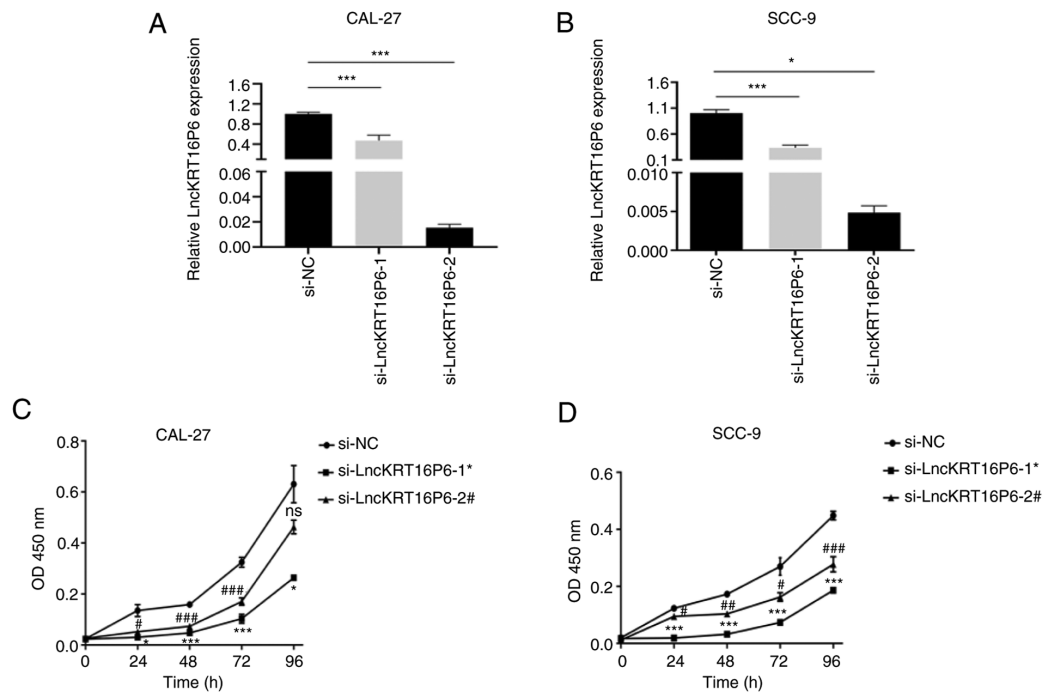 A
CAL-27
Relative LncKRT16P6 expression
***
***
1.6
1.2
0.8
0.4
0.06
0.04
0.02
0.00
si-NC
si-LncKRT16P6-1
si-LncKRT16P6-2
B
SCC-9
Relative LncKRT16P6 expression
*
***
1.6
1.1
0.6
0.1
0.010
0.005
0.000
si-NC
si-LncKRT16P6-1
si-LncKRT16P6-2
C
CAL-27
si-NC
si-LncKRT16P6-1*
si-LncKRT16P6-2#
OD 450 nm
0.8
0.6
0.4
0.2
0.0
ns
###
*
###
#
***
***
*
0 24 48 72 96
Time (h)
D
SCC-9
si-NC
si-LncKRT16P6-1*
si-LncKRT16P6-2#
OD 450 nm
0.6
0.4
0.2
0.0
###
#
***
##
#
***
***
***
0 24 48 72 96
Time (h)